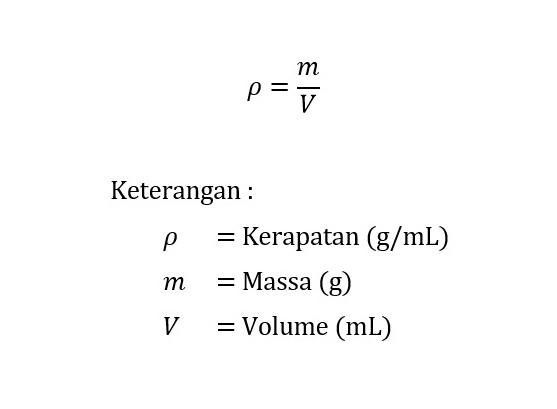 ρ = m/V
Keterangan :
ρ = Kerapatan (g/mL)
m = Massa (g)
V = Volume (mL)